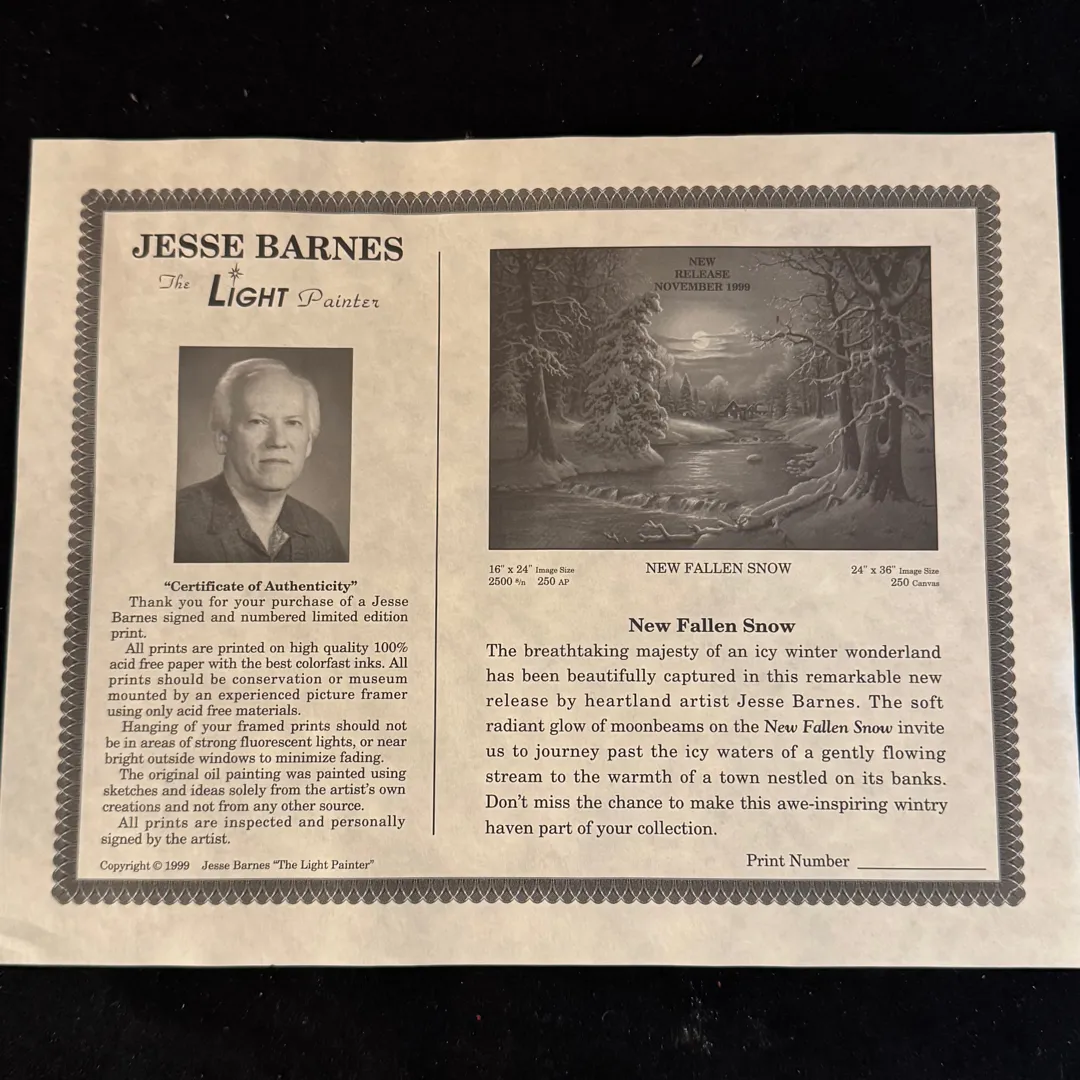 JESSE BARNES
The LiGHT Painter
"Certificate of Authenticity"
Thank you for your purchase of a Jesse
Barnes signed and numbered limited edition
print.
All prints are printed on high quality 100%
acid free paper with the best colorfast inks. All
prints should be conservation or museum
mounted by an experienced picture framer
using only acid free materials.
Hanging of your framed prints should not
be in areas of strong fluorescent lights, or near
bright outside windows to minimize fading.
The original oil painting was painted using
sketches and ideas solely from the artist's own
creations and not from any other source.
All prints are inspected and personally
signed by the artist.
Copyright © 1999 Jesse Barnes "The Light Painter"
NEW
RELEASE
NOVEMBER 1999
16" x 24" Image Size
2500 s/n 250 AP
NEW FALLEN SNOW
24" x 36" Image Size
250 Canvas
New Fallen Snow
The breathtaking majesty of an icy winter wonderland
has been beautifully captured in this remarkable new
release by heartland artist Jesse Barnes. The soft
radiant glow of moonbeams on the New Fallen Snow invite
us to journey past the icy waters of a gently flowing
stream to the warmth of a town nestled on its banks.
Don't miss the chance to make this awe-inspiring wintry
haven part of your collection.
Print Number